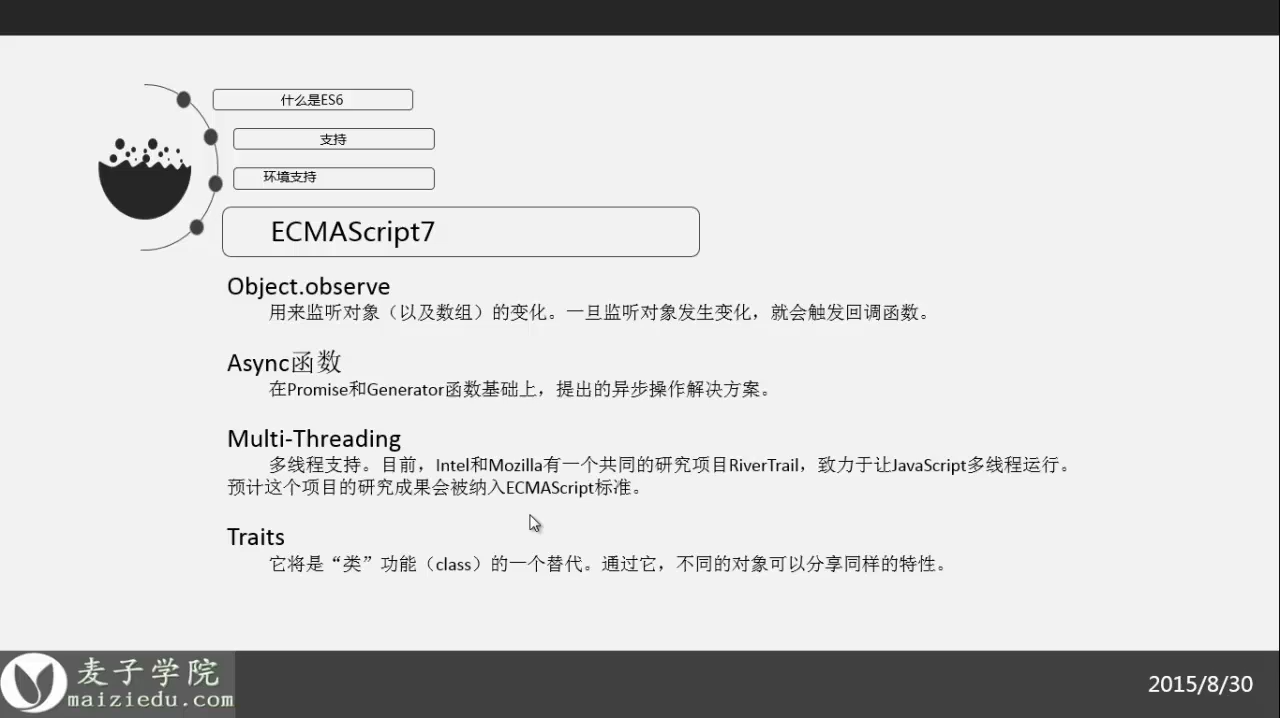 什么是ES6
支持
环境支持
ECMAScript7
Object.observe
用来监听对象（以及数组）的变化。一旦监听对象发生变化，就会触发回调函数。
Async函数
在Promise和Generator函数基础上，提出的异步操作解决方案。
Multi-Threading
多线程支持。目前，Intel和Mozilla有一个共同的研究项目RiverTrail，致力于让JavaScript多线程运行。
预计这个项目的研究成果会被纳入ECMAScript标准。
Traits
它将是“类”功能（class）的一个替代。通过它，不同的对象可以分享同样的特性。
麦子学院
maiziedu.com
2015/8/30